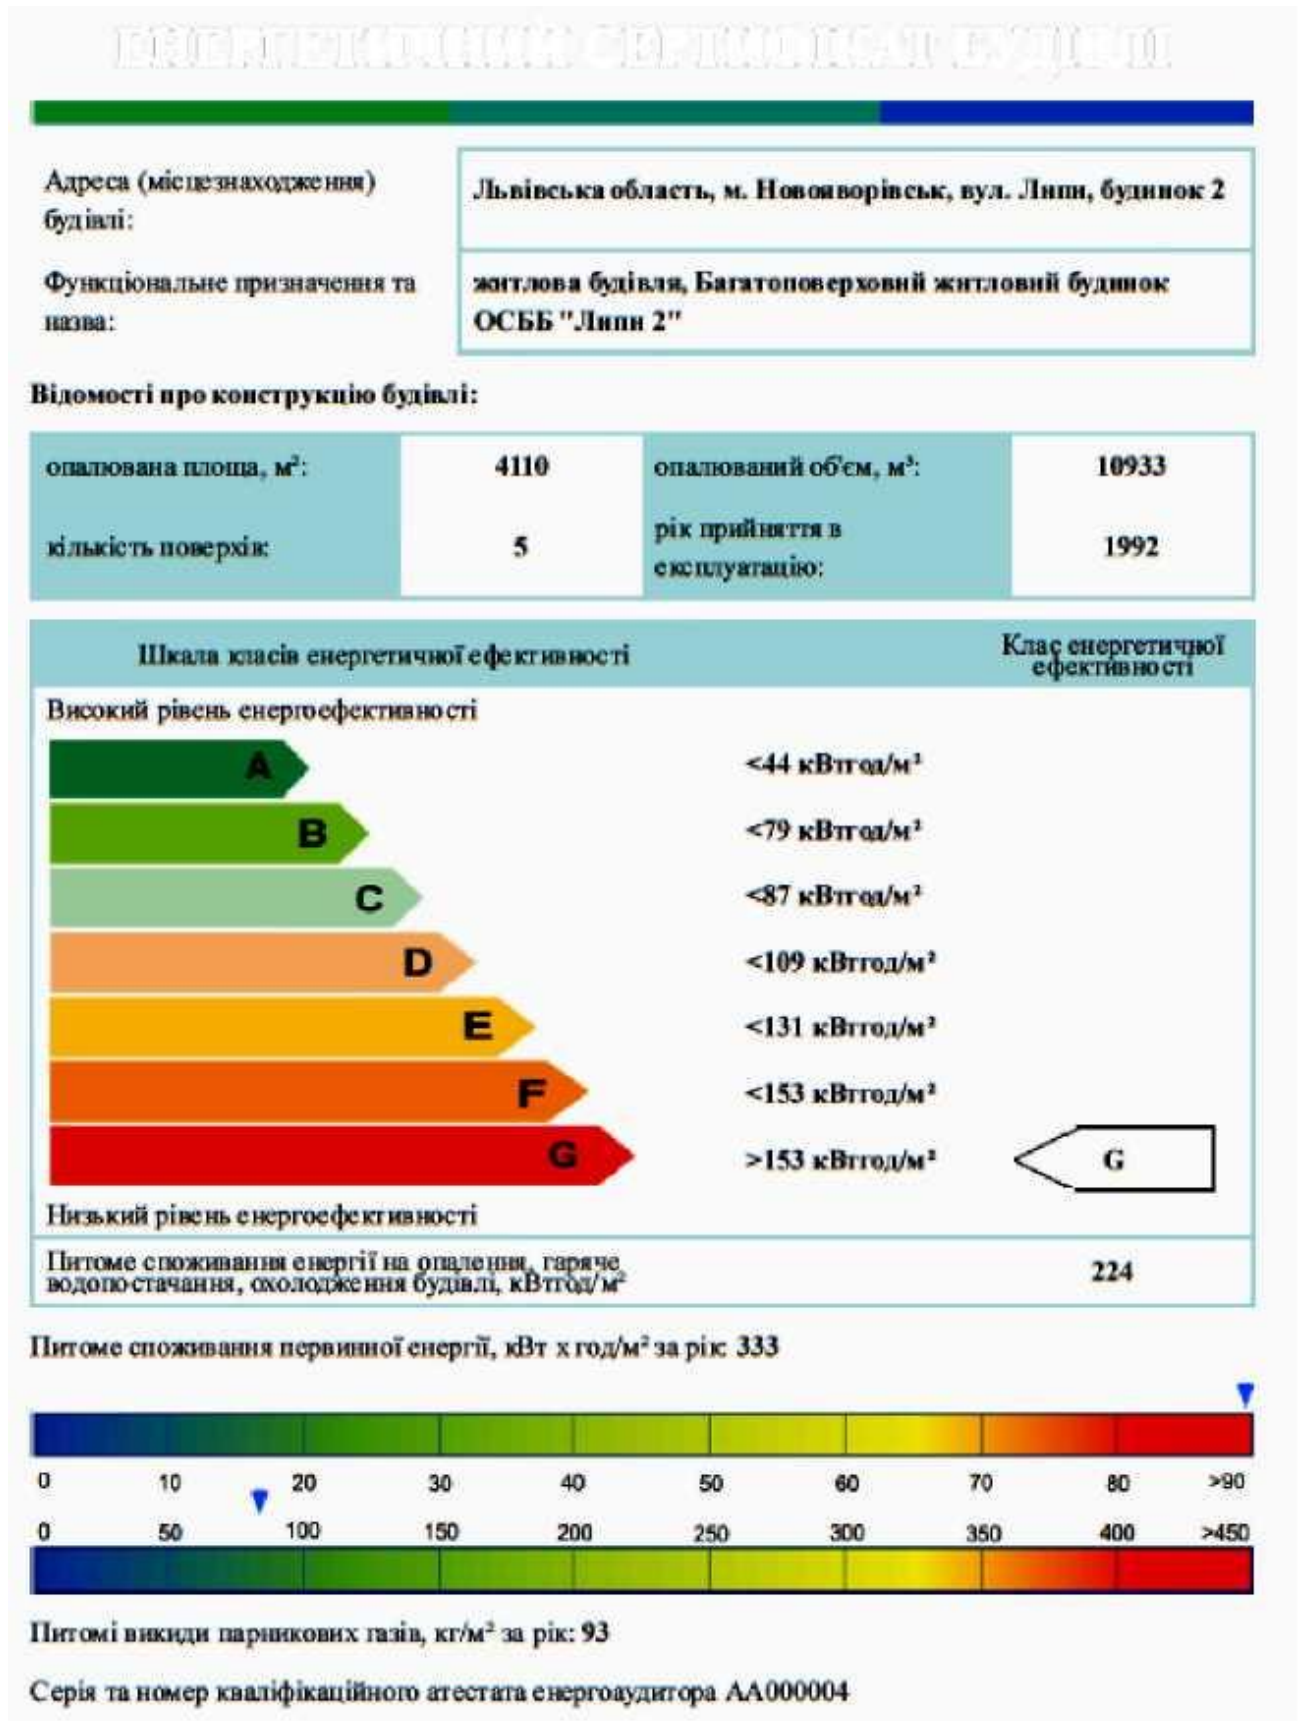 ЕНЕРГЕТИЧНИЙ СЕРТИФІКАТ БУДІВЛІ
Адреса (місцезнаходження)
будівлі:
Львівська область, м. Новояворівськ, вул. Липи, будинок 2
Функціональне призначення та
назва:
житлова будівля, Багатоповерховий житловий будинок
ОСББ "Липи 2"
Відомості про конструкцію будівлі:
опалювана площа, м²: 4110 опалюваний об'єм, м³: 10933
кількість поверхів: 5 рік прийняття в
експлуатацію: 1992
Шкала класів енергетичної ефективності
Клас енергетичної
ефективності
Високий рівень енергоефективності
A <44 кВтгод/м²
B <79 кВтгод/м²
C <87 кВтгод/м²
D <109 кВтгод/м²
E <131 кВтгод/м²
F <153 кВтгод/м²
G >153 кВтгод/м² G
Низький рівень енергоефективності
Питоме споживання енергії на опалення, гаряче
водопостачання, охолодження будівлі, кВтгод/м² 224
Питоме споживання первинної енергії, кВт х год/м² за рік: 333
0 10 20 30 40 50 60 70 80 >90
0 50 100 150 200 250 300 350 400 >450
Питомі викиди парникових газів, кг/м² за рік: 93
Серія та номер кваліфікаційного атестата енергоаудитора АА000004